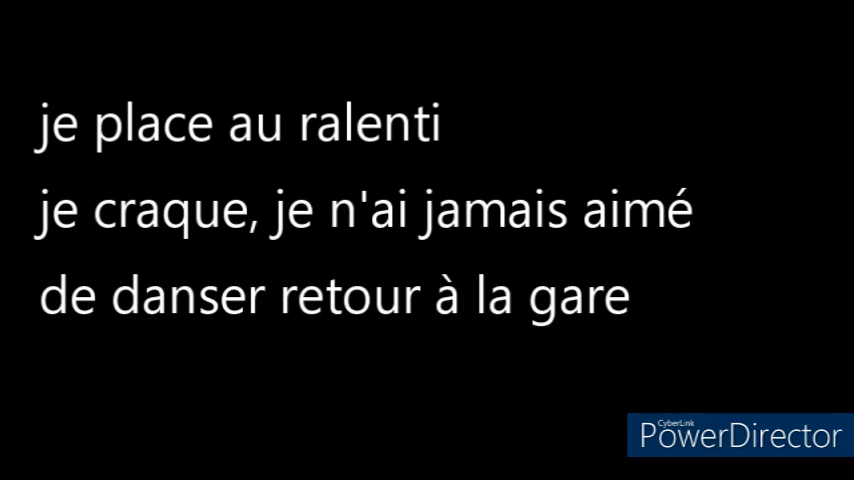 je place au ralenti
je craque, je n'ai jamais aimé
de danser retour à la gare
CyberLink
PowerDirector